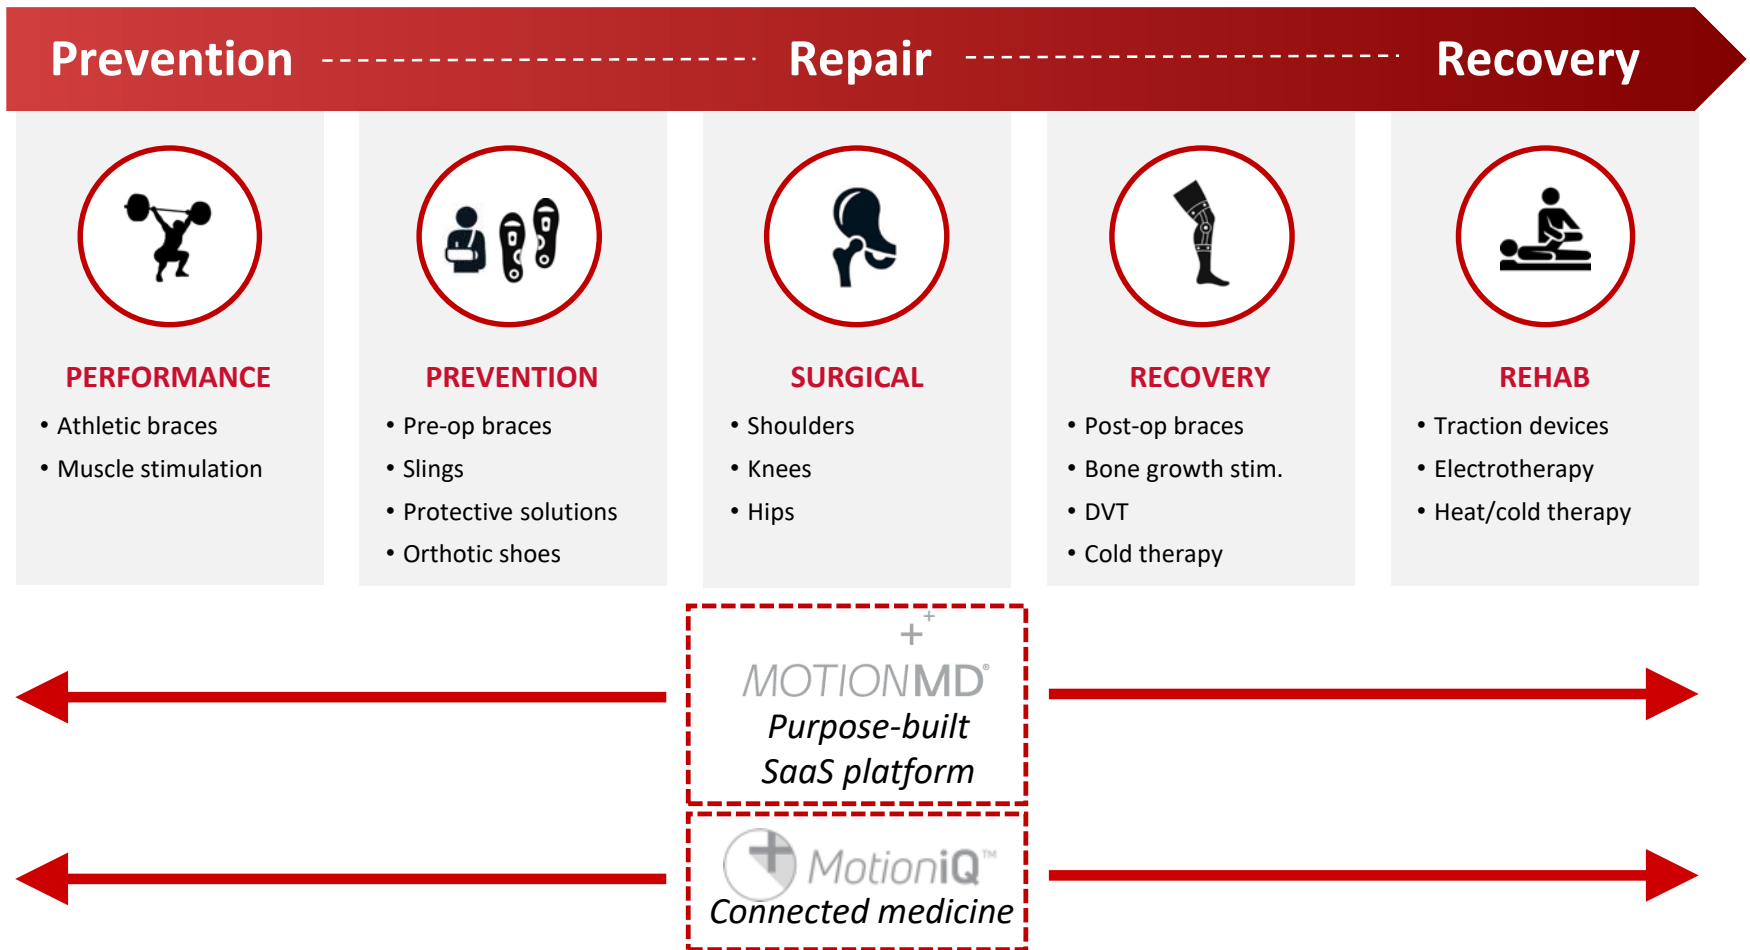 Prevention
Repair
Recovery
PERFORMANCE
• Athletic braces
• Muscle stimulation
PREVENTION
• Pre-op braces
• Slings
• Protective solutions
• Orthotic shoes
SURGICAL
• Shoulders
• Knees
• Hips
RECOVERY
• Post-op braces
• Bone growth stim.
• DVT
• Cold therapy
REHAB
• Traction devices
• Electrotherapy
• Heat/cold therapy
MOTIONMD®
Purpose-built
SaaS platform
MotioniQ™
Connected medicine